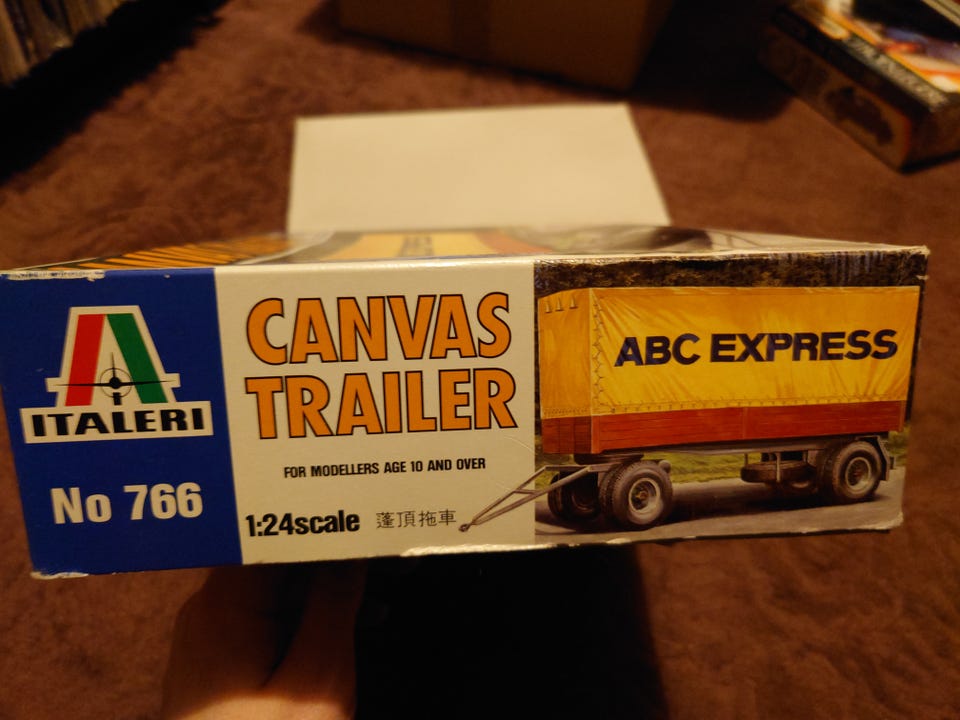 ITALERI
No 766
CANVAS
TRAILER
FOR MODELLERS AGE 10 AND OVER
1:24scale 蓬頂拖車
ABC EXPRESS